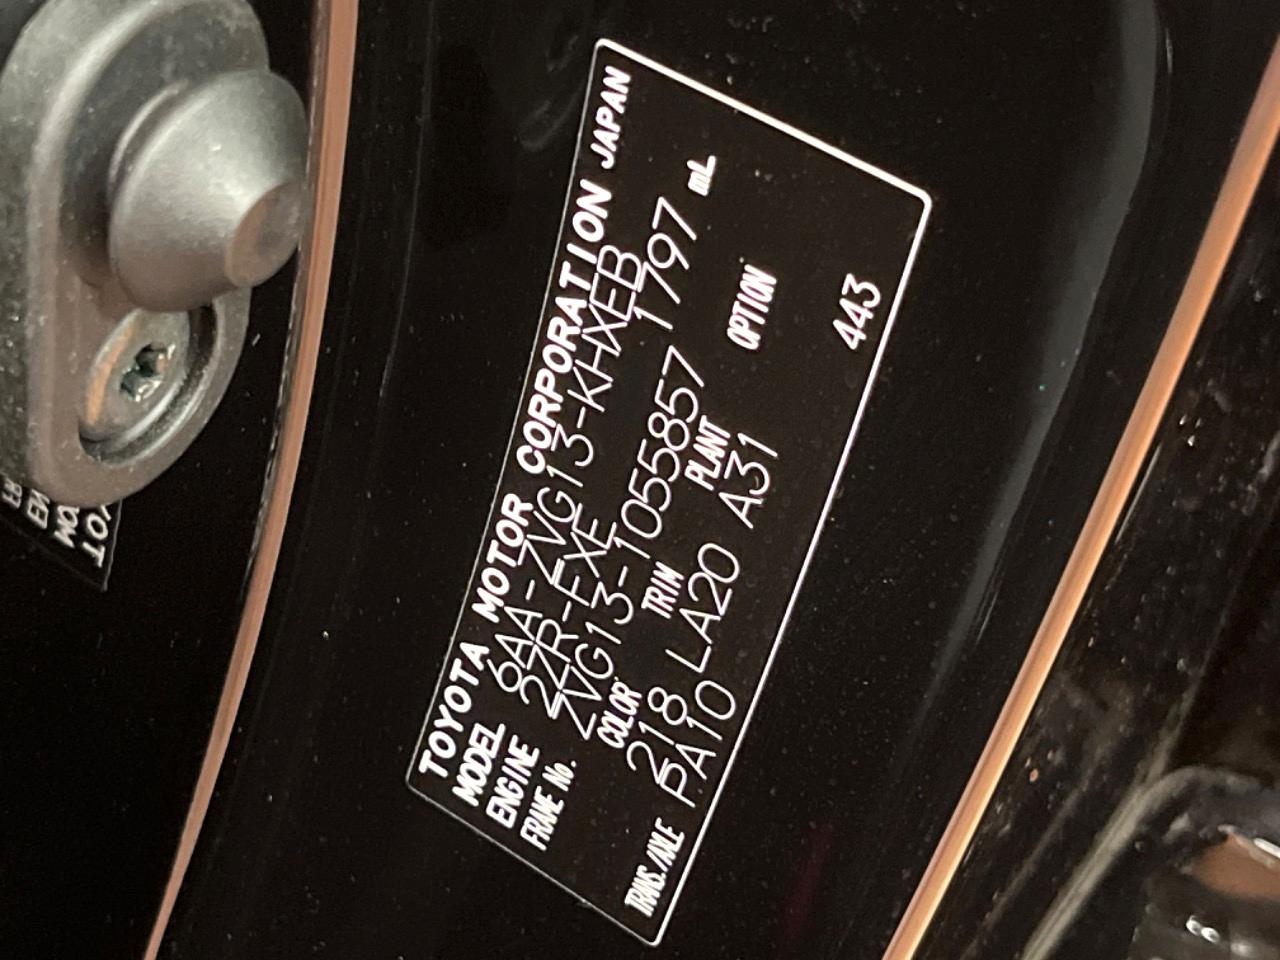 TOYOTA MOTOR CORPORATION JAPAN
MODEL 6AA-ZVG13-KHXEB
ENGINE 2ZR-FXE 1797 mL
FRAME No. ZVG13-1055857
COLOR TRIM PLANT OPTION
218 LA20 A31
TRANS./AXLE PA10 443